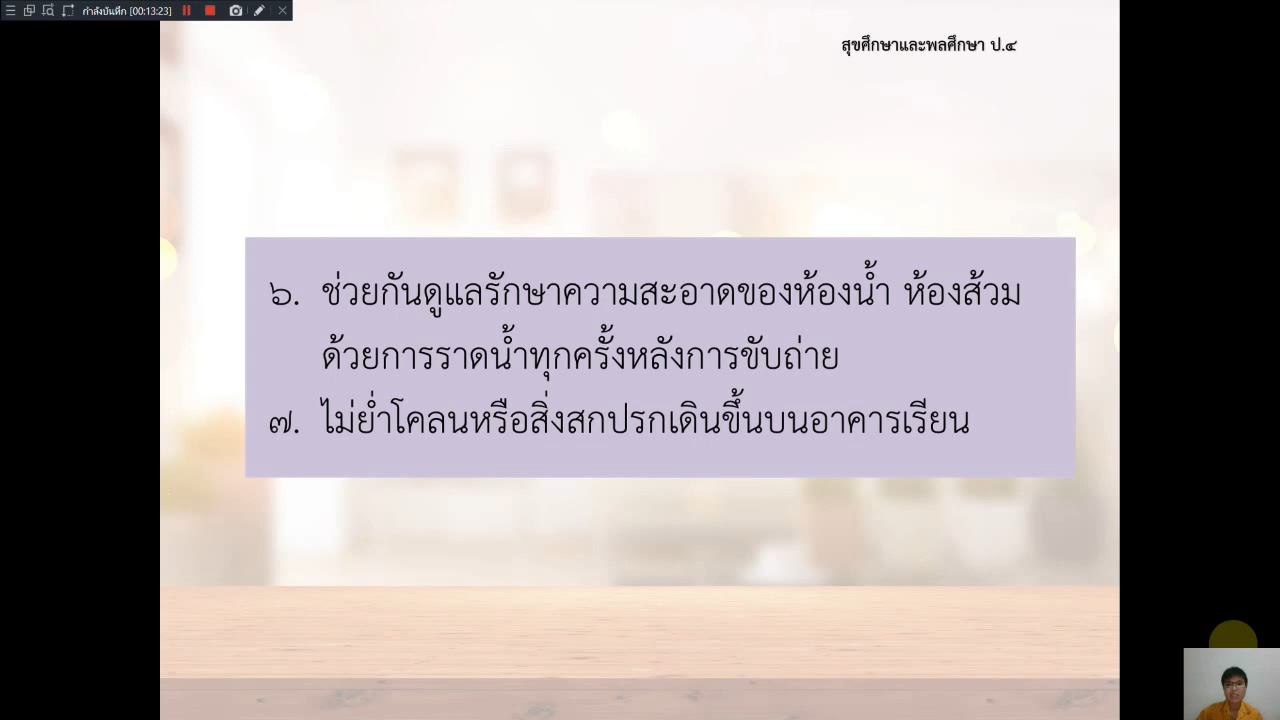 กำลังบันทึก [00:13:23]
สุขศึกษาและพลศึกษา ป.๔
๖. ช่วยกันดูแลรักษาความสะอาดของห้องน้ำ ห้องส้วม
ด้วยการราดน้ำทุกครั้งหลังการขับถ่าย
๗. ไม่ย่ำโคลนหรือสิ่งสกปรกเดินขึ้นบนอาคารเรียน